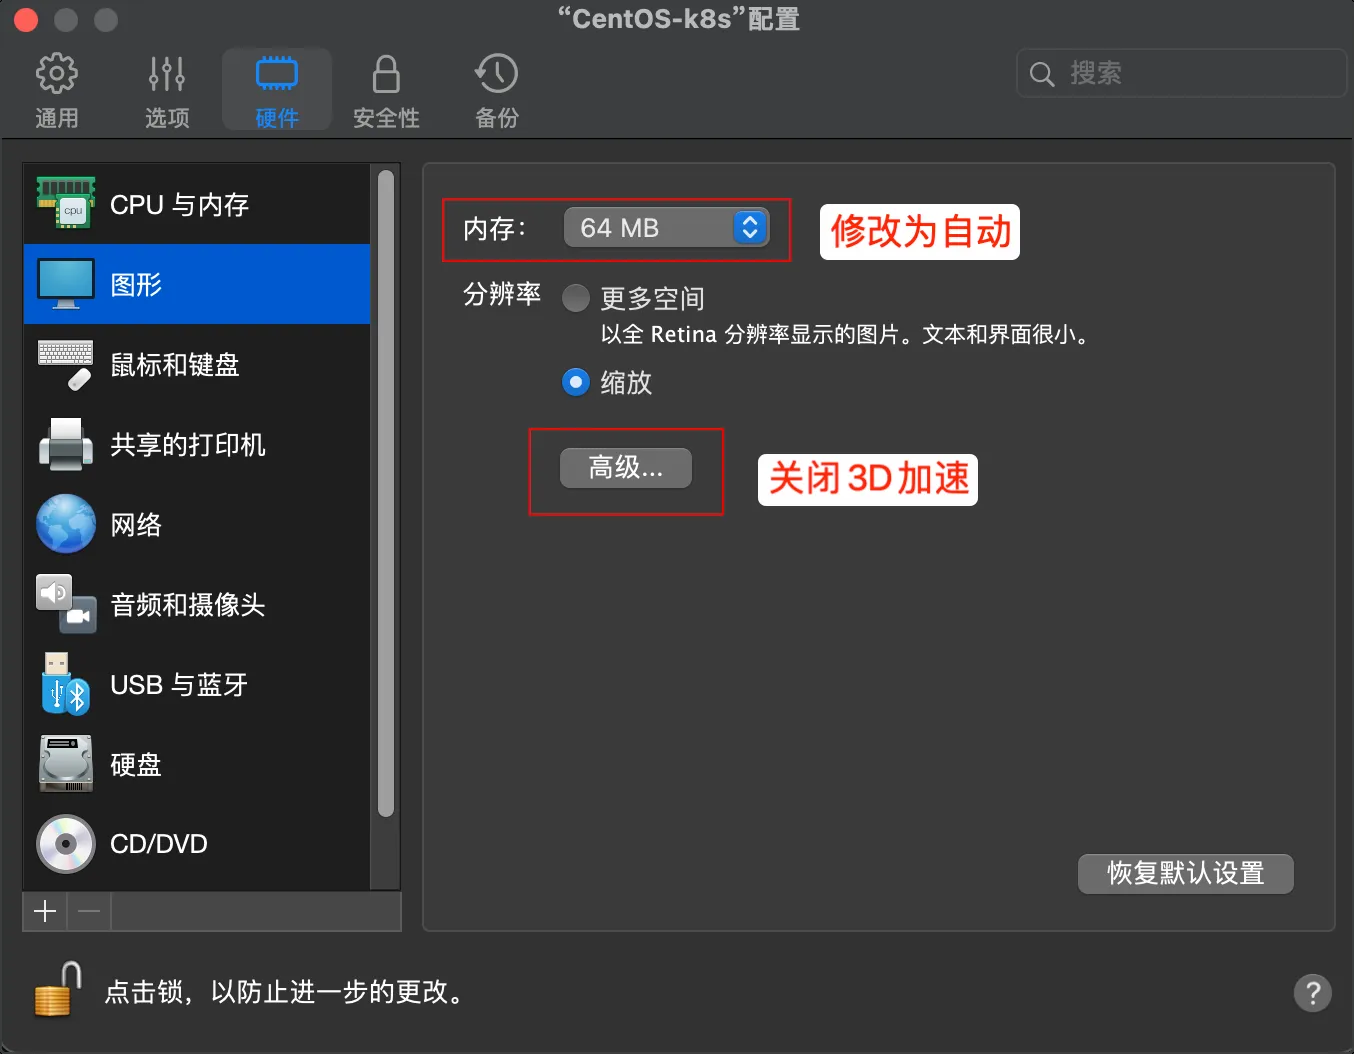 “CentOS-k8s”配置
通用
选项
硬件
安全性
备份
搜索
CPU 与内存
cpu
图形
鼠标和键盘
共享的打印机
网络
音频和摄像头
USB 与蓝牙
硬盘
CD/DVD
内存：
64 MB
修改为自动
分辨率
更多空间
以全 Retina 分辨率显示的图片。文本和界面很小。
缩放
高级...
关闭3D加速
恢复默认设置
点击锁，以防止进一步的更改。
?